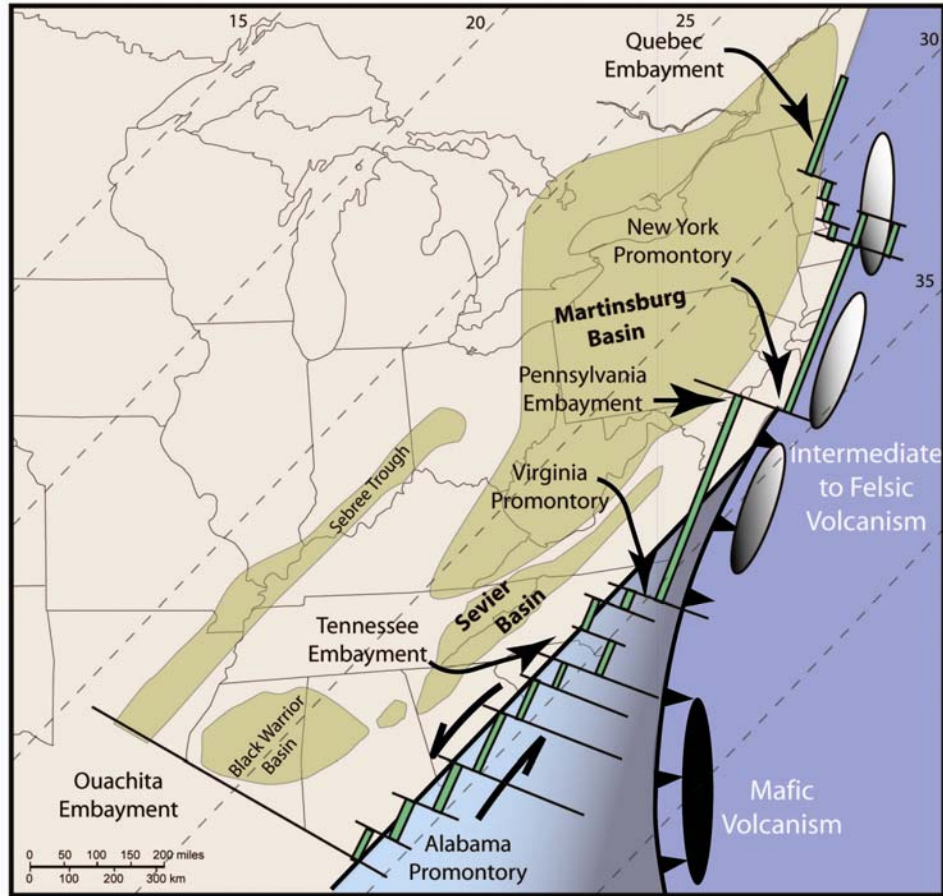 15
20
25
30
35
Quebec
Embayment
New York
Promontory
Martinsburg
Basin
Pennsylvania
Embayment
Intermediate
to Felsic
Volcanism
Virginia
Promontory
Sebree Trough
Sevier
Basin
Tennessee
Embayment
Black Warrior
Basin
Ouachita
Embayment
Mafic
Volcanism
Alabama
Promontory
0 50 100 150 200 miles
0 100 200 300 km